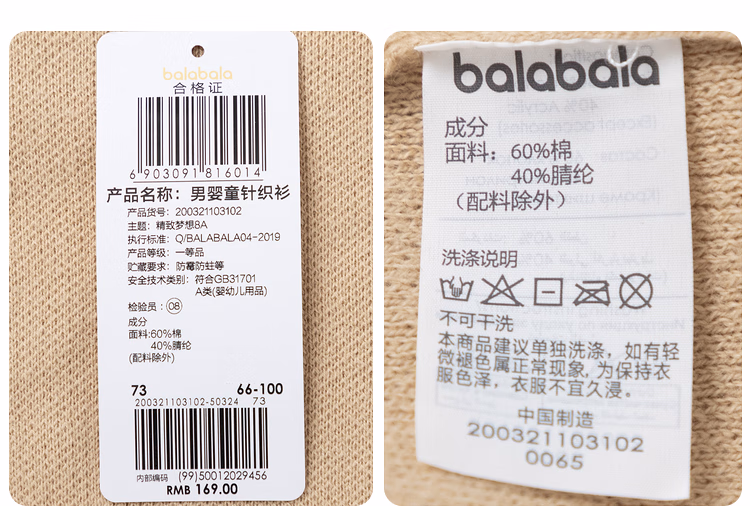 balabala
合格证
6 903091 816014
产品名称：男婴童针织衫
产品货号：200321103102
主题：精致梦想8A
执行标准：Q/BALABALA04-2019
产品等级：一等品
贮藏要求：防霉防蛀等
安全技术类别：符合GB31701
A类(婴幼儿用品)
检验员：08
成分
面料:60%棉
40%腈纶
(配料除外)
73 66-100
200321103102-50324 73
内部编码 (99)50012029456
RMB 169.00
balabala
成分
面料：60%棉
40%腈纶
（配料除外）
洗涤说明
不可干洗
本商品建议单独洗涤，如有轻
微褪色属正常现象，为保持衣
服色泽，衣服不宜久浸。
中国制造
200321103102
0065